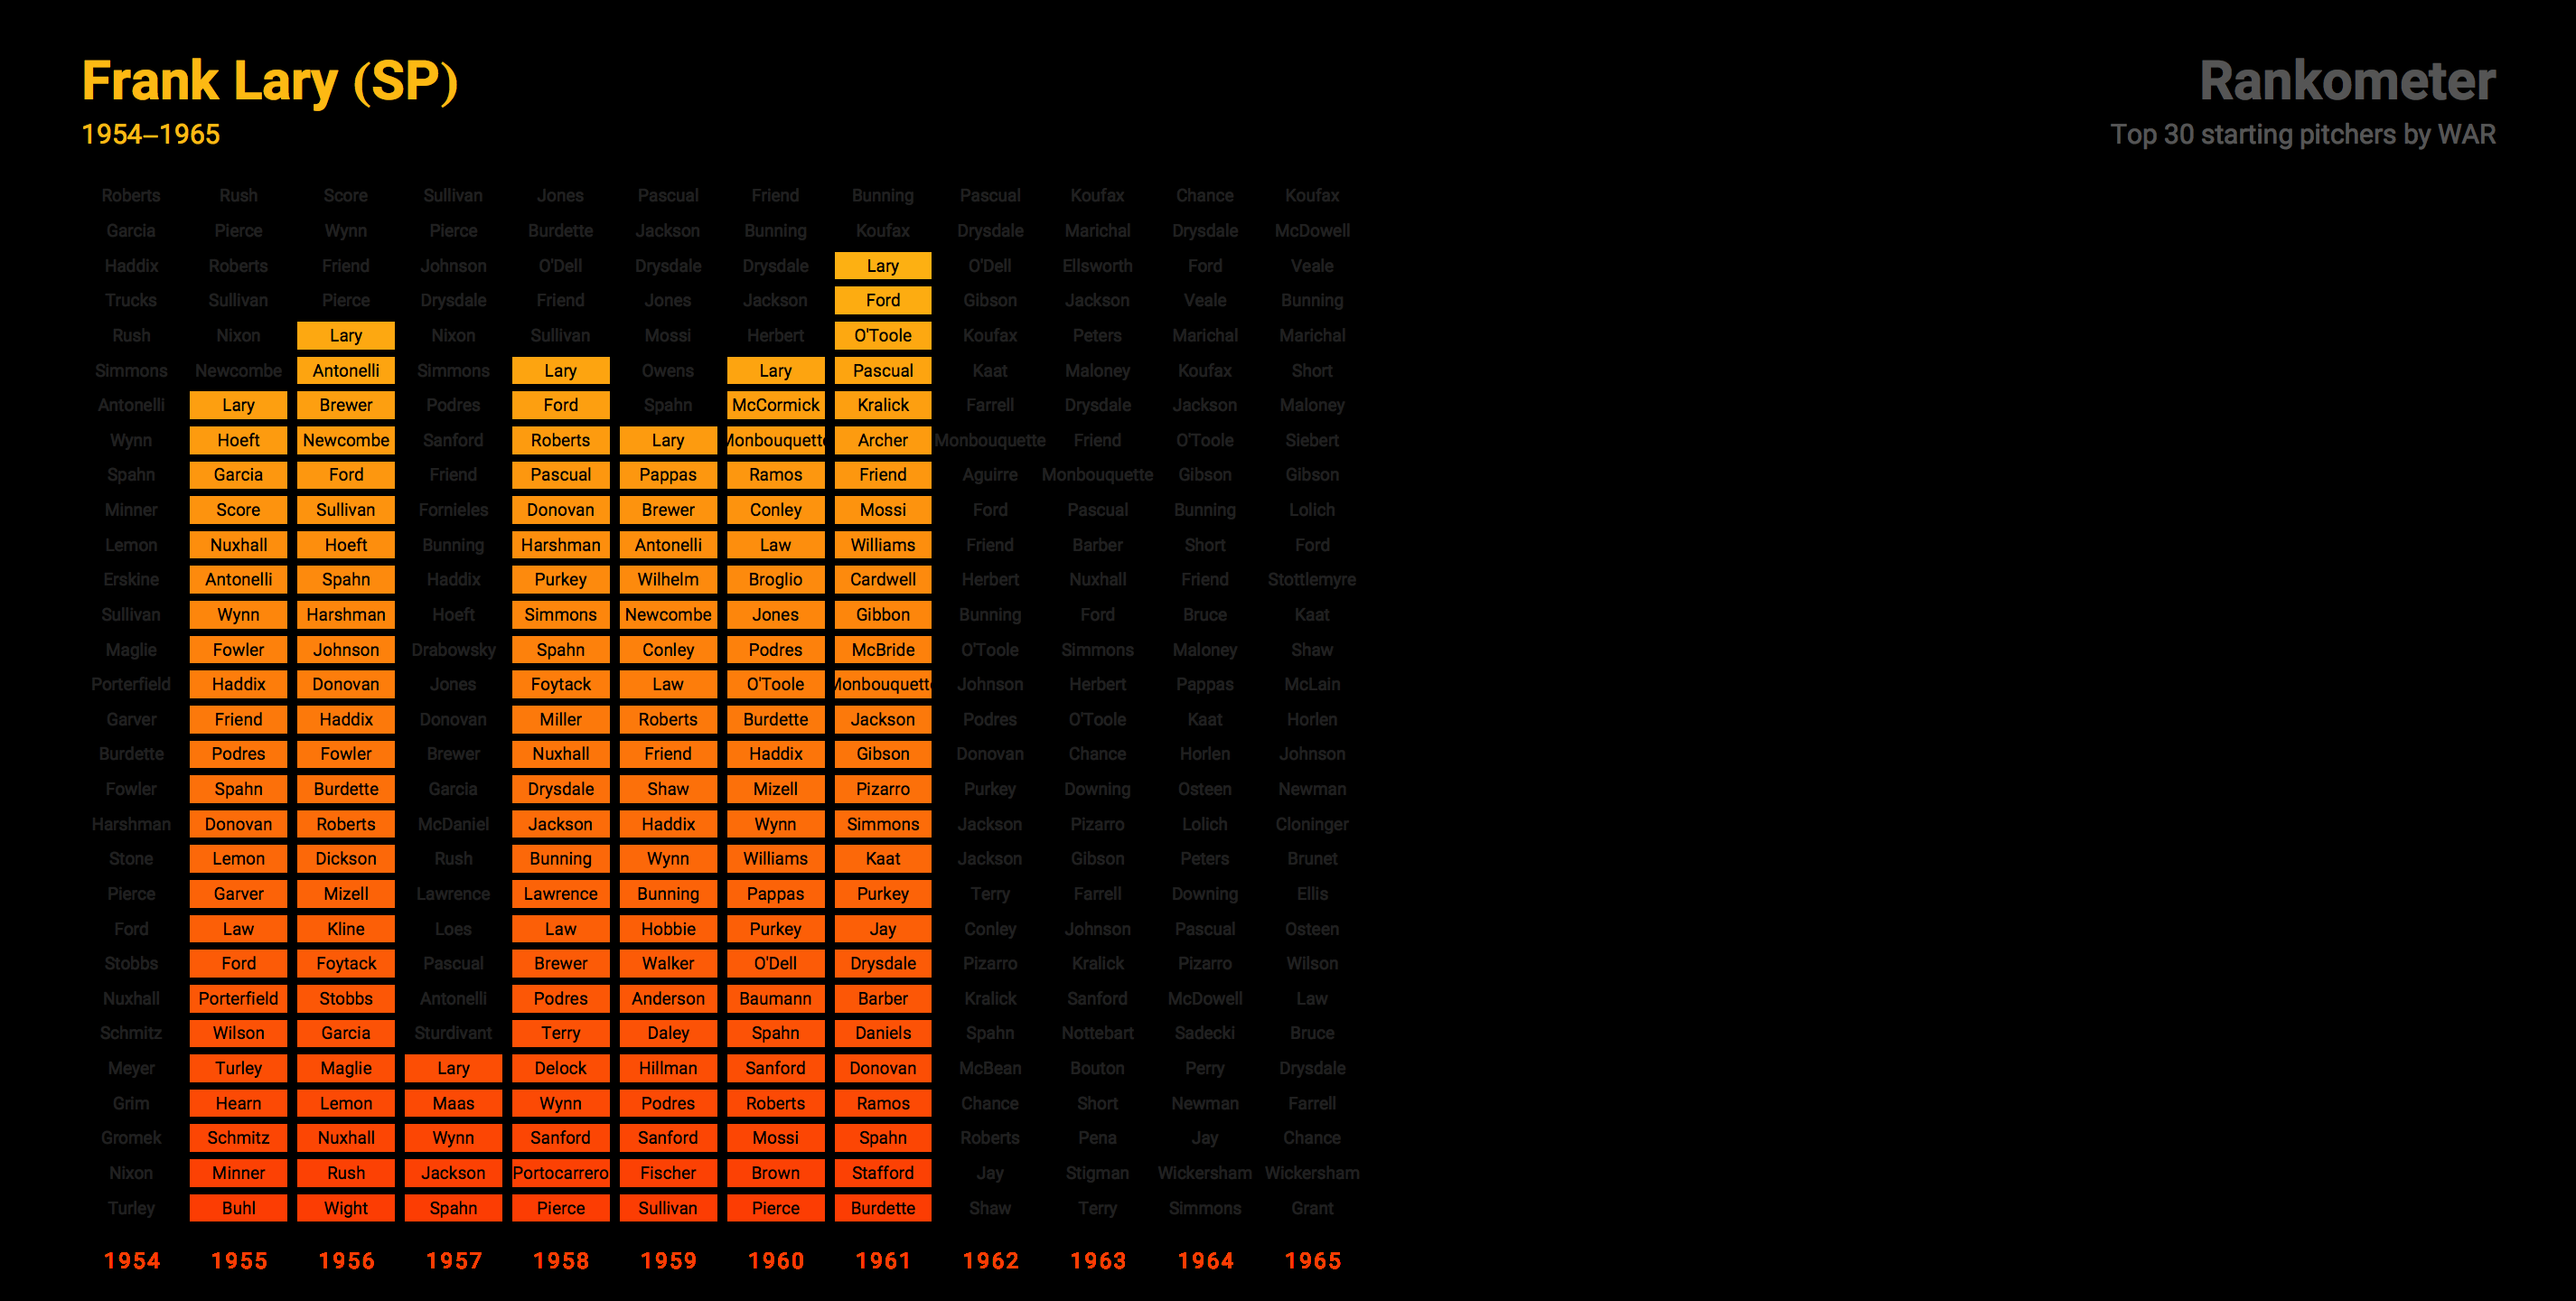 Frank Lary (SP)
1954–1965
Rankometer
Top 30 starting pitchers by WAR
Roberts Rush Score Sullivan Jones Pascual Friend Bunning Pascual Koufax Chance Koufax
Garcia Pierce Wynn Pierce Burdette Jackson Bunning Koufax Drysdale Marichal Drysdale McDowell
Haddix Roberts Friend Johnson O'Dell Drysdale Drysdale Lary O'Dell Ellsworth Ford Veale
Trucks Sullivan Pierce Drysdale Friend Jones Jackson Ford Gibson Jackson Veale Bunning
Rush Nixon Lary Nixon Sullivan Mossi Herbert O'Toole Koufax Peters Marichal Marichal
Simmons Newcombe Antonelli Simmons Lary Owens Lary Pascual Kaat Maloney Koufax Short
Antonelli Lary Brewer Podres Ford Spahn McCormick Kralick Farrell Drysdale Jackson Maloney
Wynn Hoeft Newcombe Sanford Roberts Lary Monbouquette Archer Monbouquette Friend O'Toole Siebert
Spahn Garcia Ford Friend Pascual Pappas Ramos Friend Aguirre Monbouquette Gibson Gibson
Minner Score Sullivan Fornieles Donovan Brewer Conley Mossi Ford Pascual Bunning Lolich
Lemon Nuxhall Hoeft Bunning Harshman Antonelli Law Williams Friend Barber Short Ford
Erskine Antonelli Spahn Haddix Purkey Wilhelm Broglio Cardwell Herbert Nuxhall Friend Stottlemyre
Sullivan Wynn Harshman Hoeft Simmons Newcombe Jones Gibbon Bunning Ford Bruce Kaat
Maglie Fowler Johnson Drabowsky Spahn Conley Podres McBride O'Toole Simmons Maloney Shaw
Porterfield Haddix Donovan Jones Foytack Law O'Toole Monbouquette Johnson Herbert Pappas McLain
Garver Friend Haddix Donovan Miller Roberts Burdette Jackson Podres O'Toole Kaat Horlen
Burdette Podres Fowler Brewer Nuxhall Friend Haddix Gibson Donovan Chance Horlen Johnson
Fowler Spahn Burdette Garcia Drysdale Shaw Mizell Pizarro Purkey Downing Osteen Newman
Harshman Donovan Roberts McDaniel Jackson Haddix Wynn Simmons Jackson Pizarro Lolich Cloninger
Stone Lemon Dickson Rush Bunning Wynn Williams Kaat Jackson Gibson Peters Brunet
Pierce Garver Mizell Lawrence Lawrence Bunning Pappas Purkey Terry Farrell Downing Ellis
Ford Law Kline Loes Law Hobbie Purkey Jay Conley Johnson Pascual Osteen
Stobbs Ford Foytack Pascual Brewer Walker O'Dell Drysdale Pizarro Kralick Pizarro Wilson
Nuxhall Porterfield Stobbs Antonelli Podres Anderson Baumann Barber Kralick Sanford McDowell Law
Schmitz Wilson Garcia Sturdivant Terry Daley Spahn Daniels Spahn Nottebart Sadecki Bruce
Meyer Turley Maglie Lary Delock Hillman Sanford Donovan McBean Bouton Perry Drysdale
Grim Hearn Lemon Maas Wynn Podres Roberts Ramos Chance Short Newman Farrell
Gromek Schmitz Nuxhall Wynn Sanford Sanford Mossi Spahn Roberts Pena Jay Chance
Nixon Minner Rush Jackson Portocarrero Fischer Brown Stafford Jay Stigman Wickersham Wickersham
Turley Buhl Wight Spahn Pierce Sullivan Pierce Burdette Shaw Terry Simmons Grant
1954 1955 1956 1957 1958 1959 1960 1961 1962 1963 1964 1965